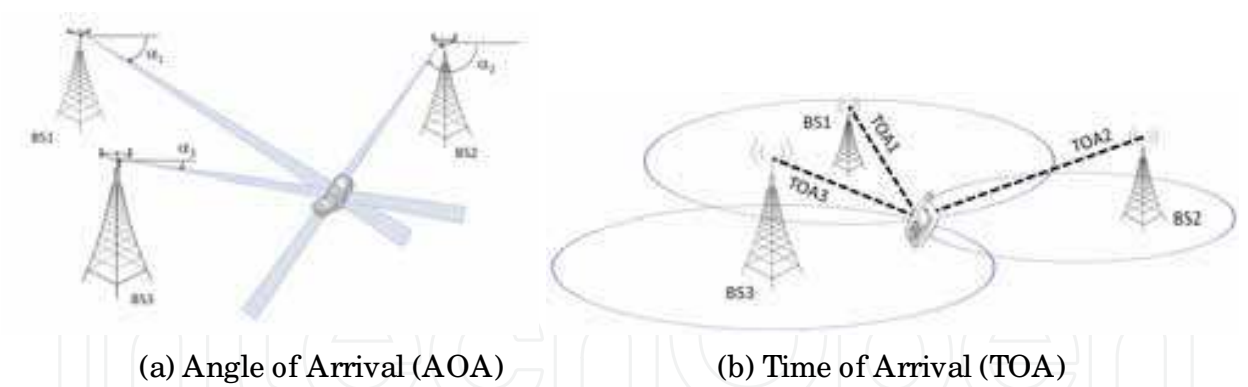 α₁
α₂
BS1
BS2
α₃
BS3
BS1
TOA1
TOA2
TOA3
BS2
BS3
(a) Angle of Arrival (AOA)
(b) Time of Arrival (TOA)